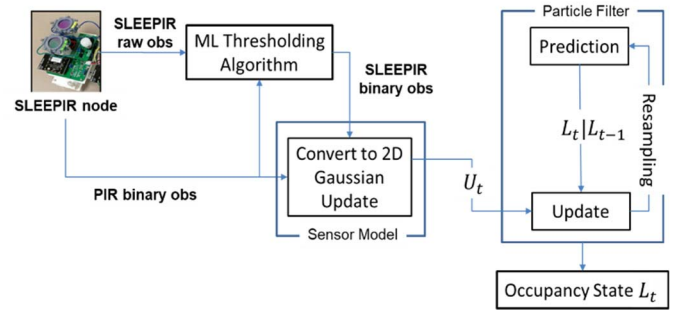 SLEEPIR
raw obs
SLEEPIR node
ML Thresholding
Algorithm
SLEEPIR
binary obs
PIR binary obs
Convert to 2D
Gaussian
Update
Sensor Model
U_t
Particle Filter
Prediction
L_t|L_{t-1}
Resampling
Update
Occupancy State L_t